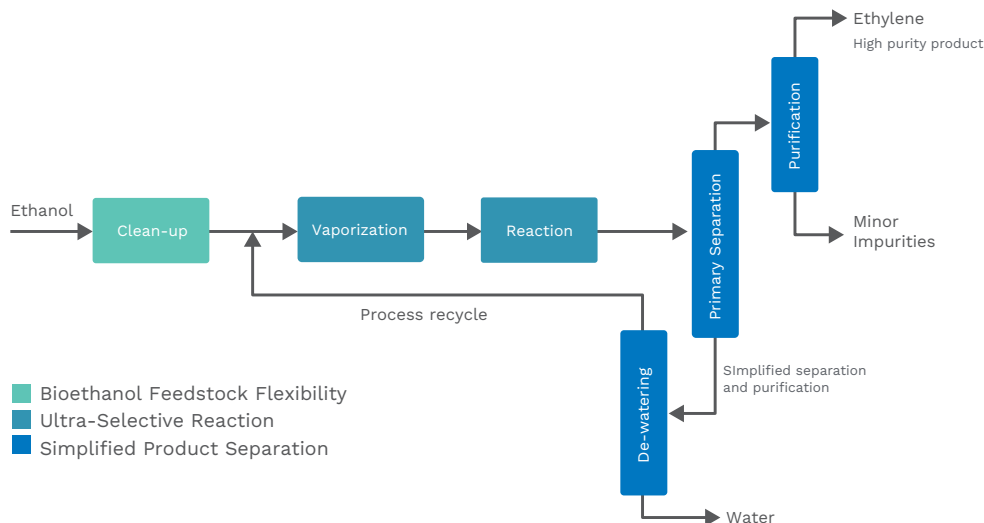 Ethylene
High purity product
Purification
Ethanol
Clean-up
Vaporization
Reaction
Primary Separation
Minor
Impurities
Process recycle
SImplified separation
and purification
De-watering
Water
Bioethanol Feedstock Flexibility
Ultra-Selective Reaction
Simplified Product Separation